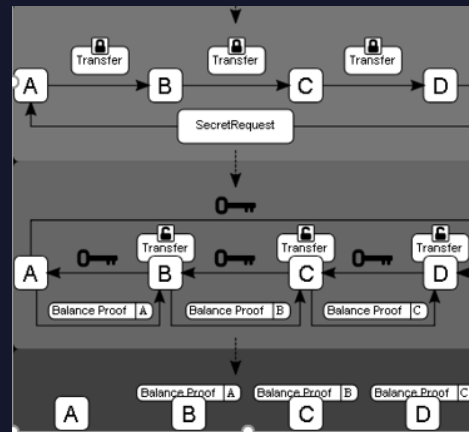 Transfer Transfer Transfer
A B C D
SecretRequest
Transfer Transfer Transfer
A B C D
Balance Proof A Balance Proof B Balance Proof C
Balance Proof A Balance Proof B Balance Proof C
A B C D